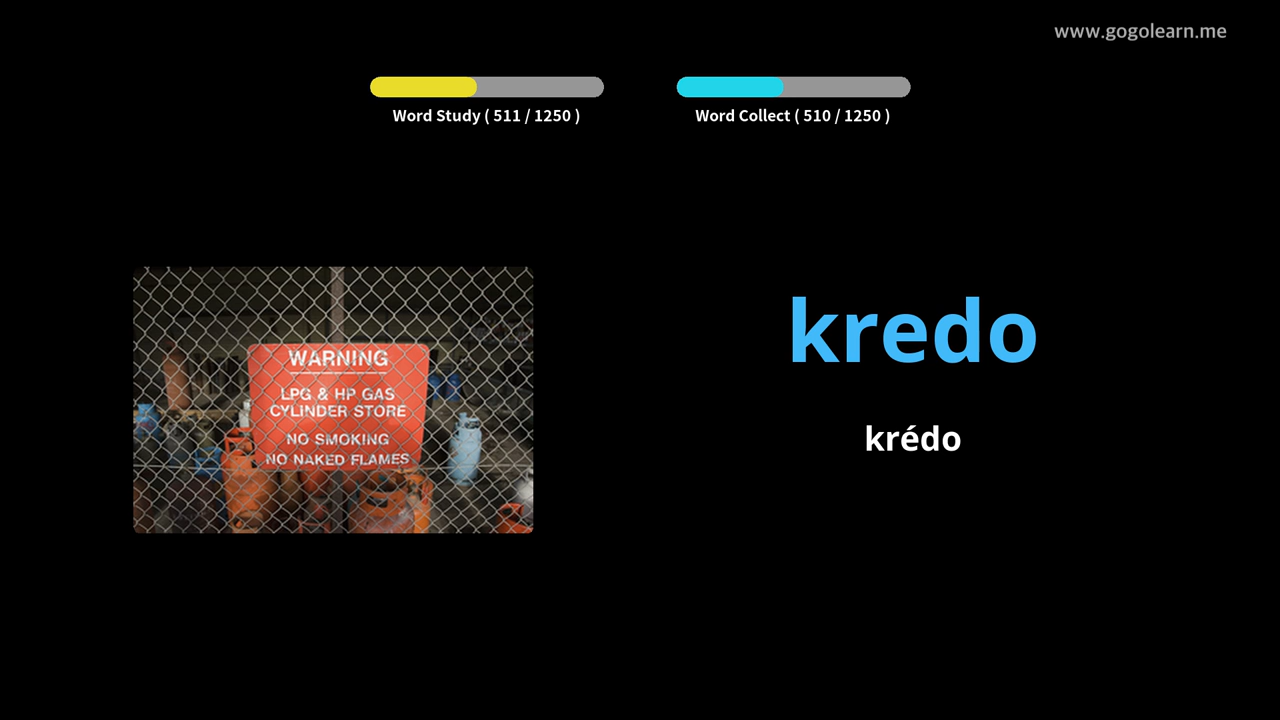 www.gogolearn.me
Word Study ( 511 / 1250 )
Word Collect ( 510 / 1250 )
WARNING
LPG & HP GAS
CYLINDER STORE
NO SMOKING
NO NAKED FLAMES
kredo
krédo